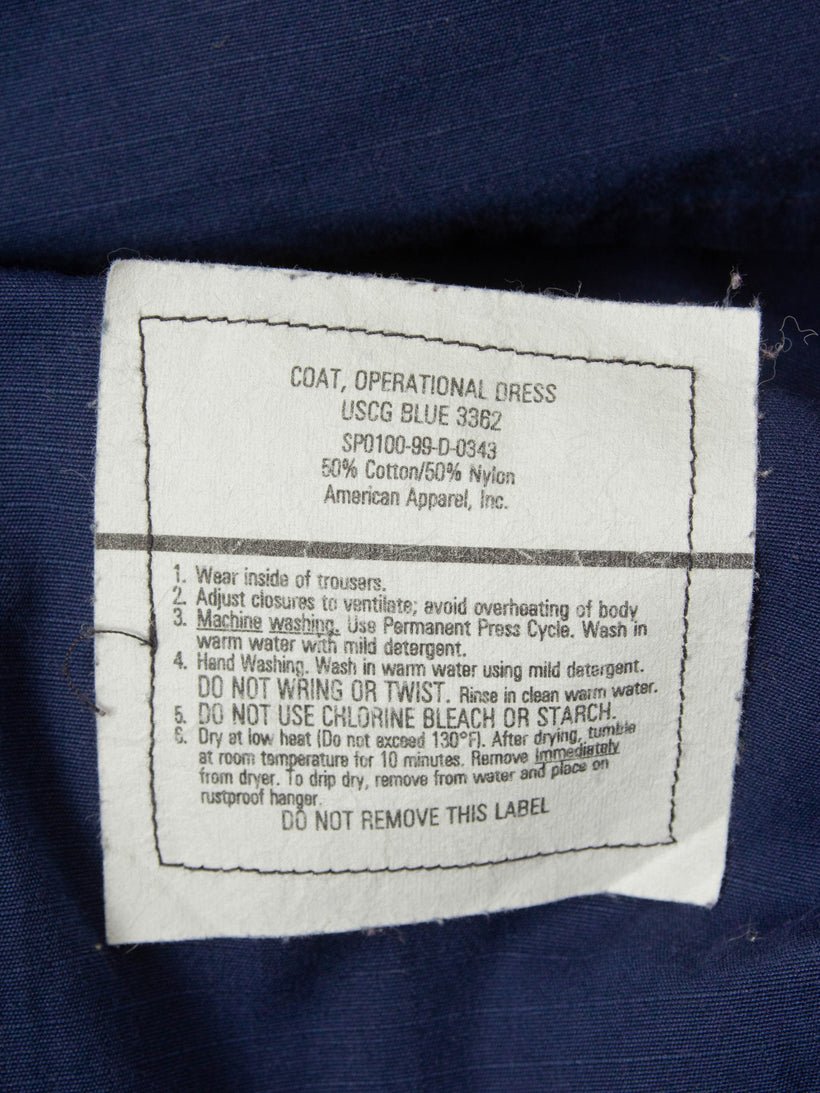 COAT, OPERATIONAL DRESS
USCG BLUE 3362
SP0100-99-D-0343
50% Cotton/50% Nylon
American Apparel, Inc.
1. Wear inside of trousers.
2. Adjust closures to ventilate; avoid overheating of body
3. Machine washing. Use Permanent Press Cycle. Wash in
warm water with mild detergent.
4. Hand Washing. Wash in warm water using mild detergent.
DO NOT WRING OR TWIST. Rinse in clean warm water.
5. DO NOT USE CHLORINE BLEACH OR STARCH.
6. Dry at low heat (Do not exceed 130°F). After drying, tumble
at room temperature for 10 minutes. Remove immediately
from dryer. To drip dry, remove from water and place on
rustproof hanger.
DO NOT REMOVE THIS LABEL